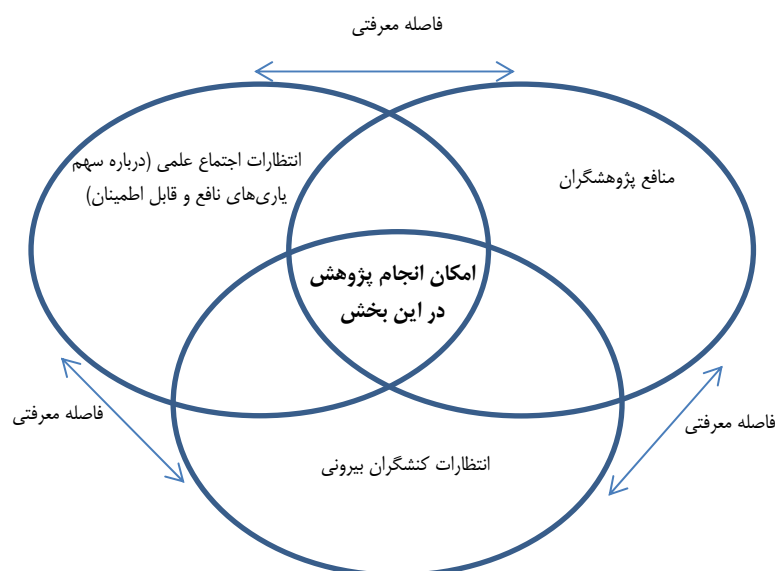 فاصله معرفتی
انتظارات اجتماع علمی (درباره سهم
یاری‌های نافع و قابل اطمینان)
منافع پژوهشگران
امکان انجام پژوهش
در این بخش
فاصله معرفتی
فاصله معرفتی
انتظارات کنشگران بیرونی